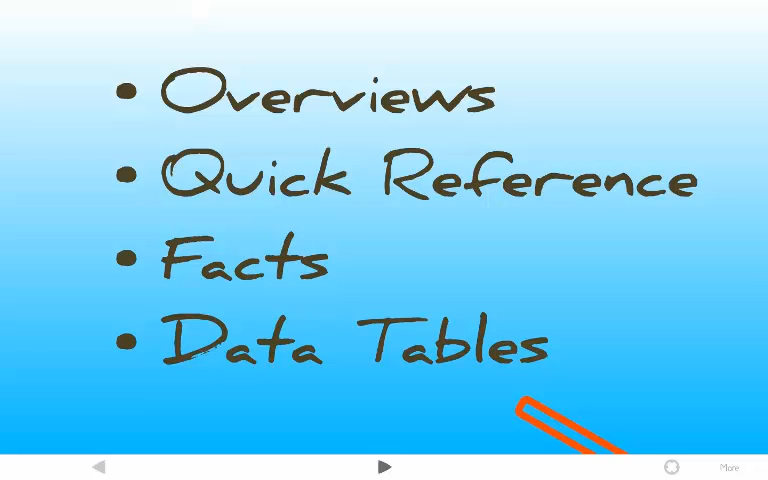 • Overviews
• Quick Reference
• Facts
• Data Tables
More